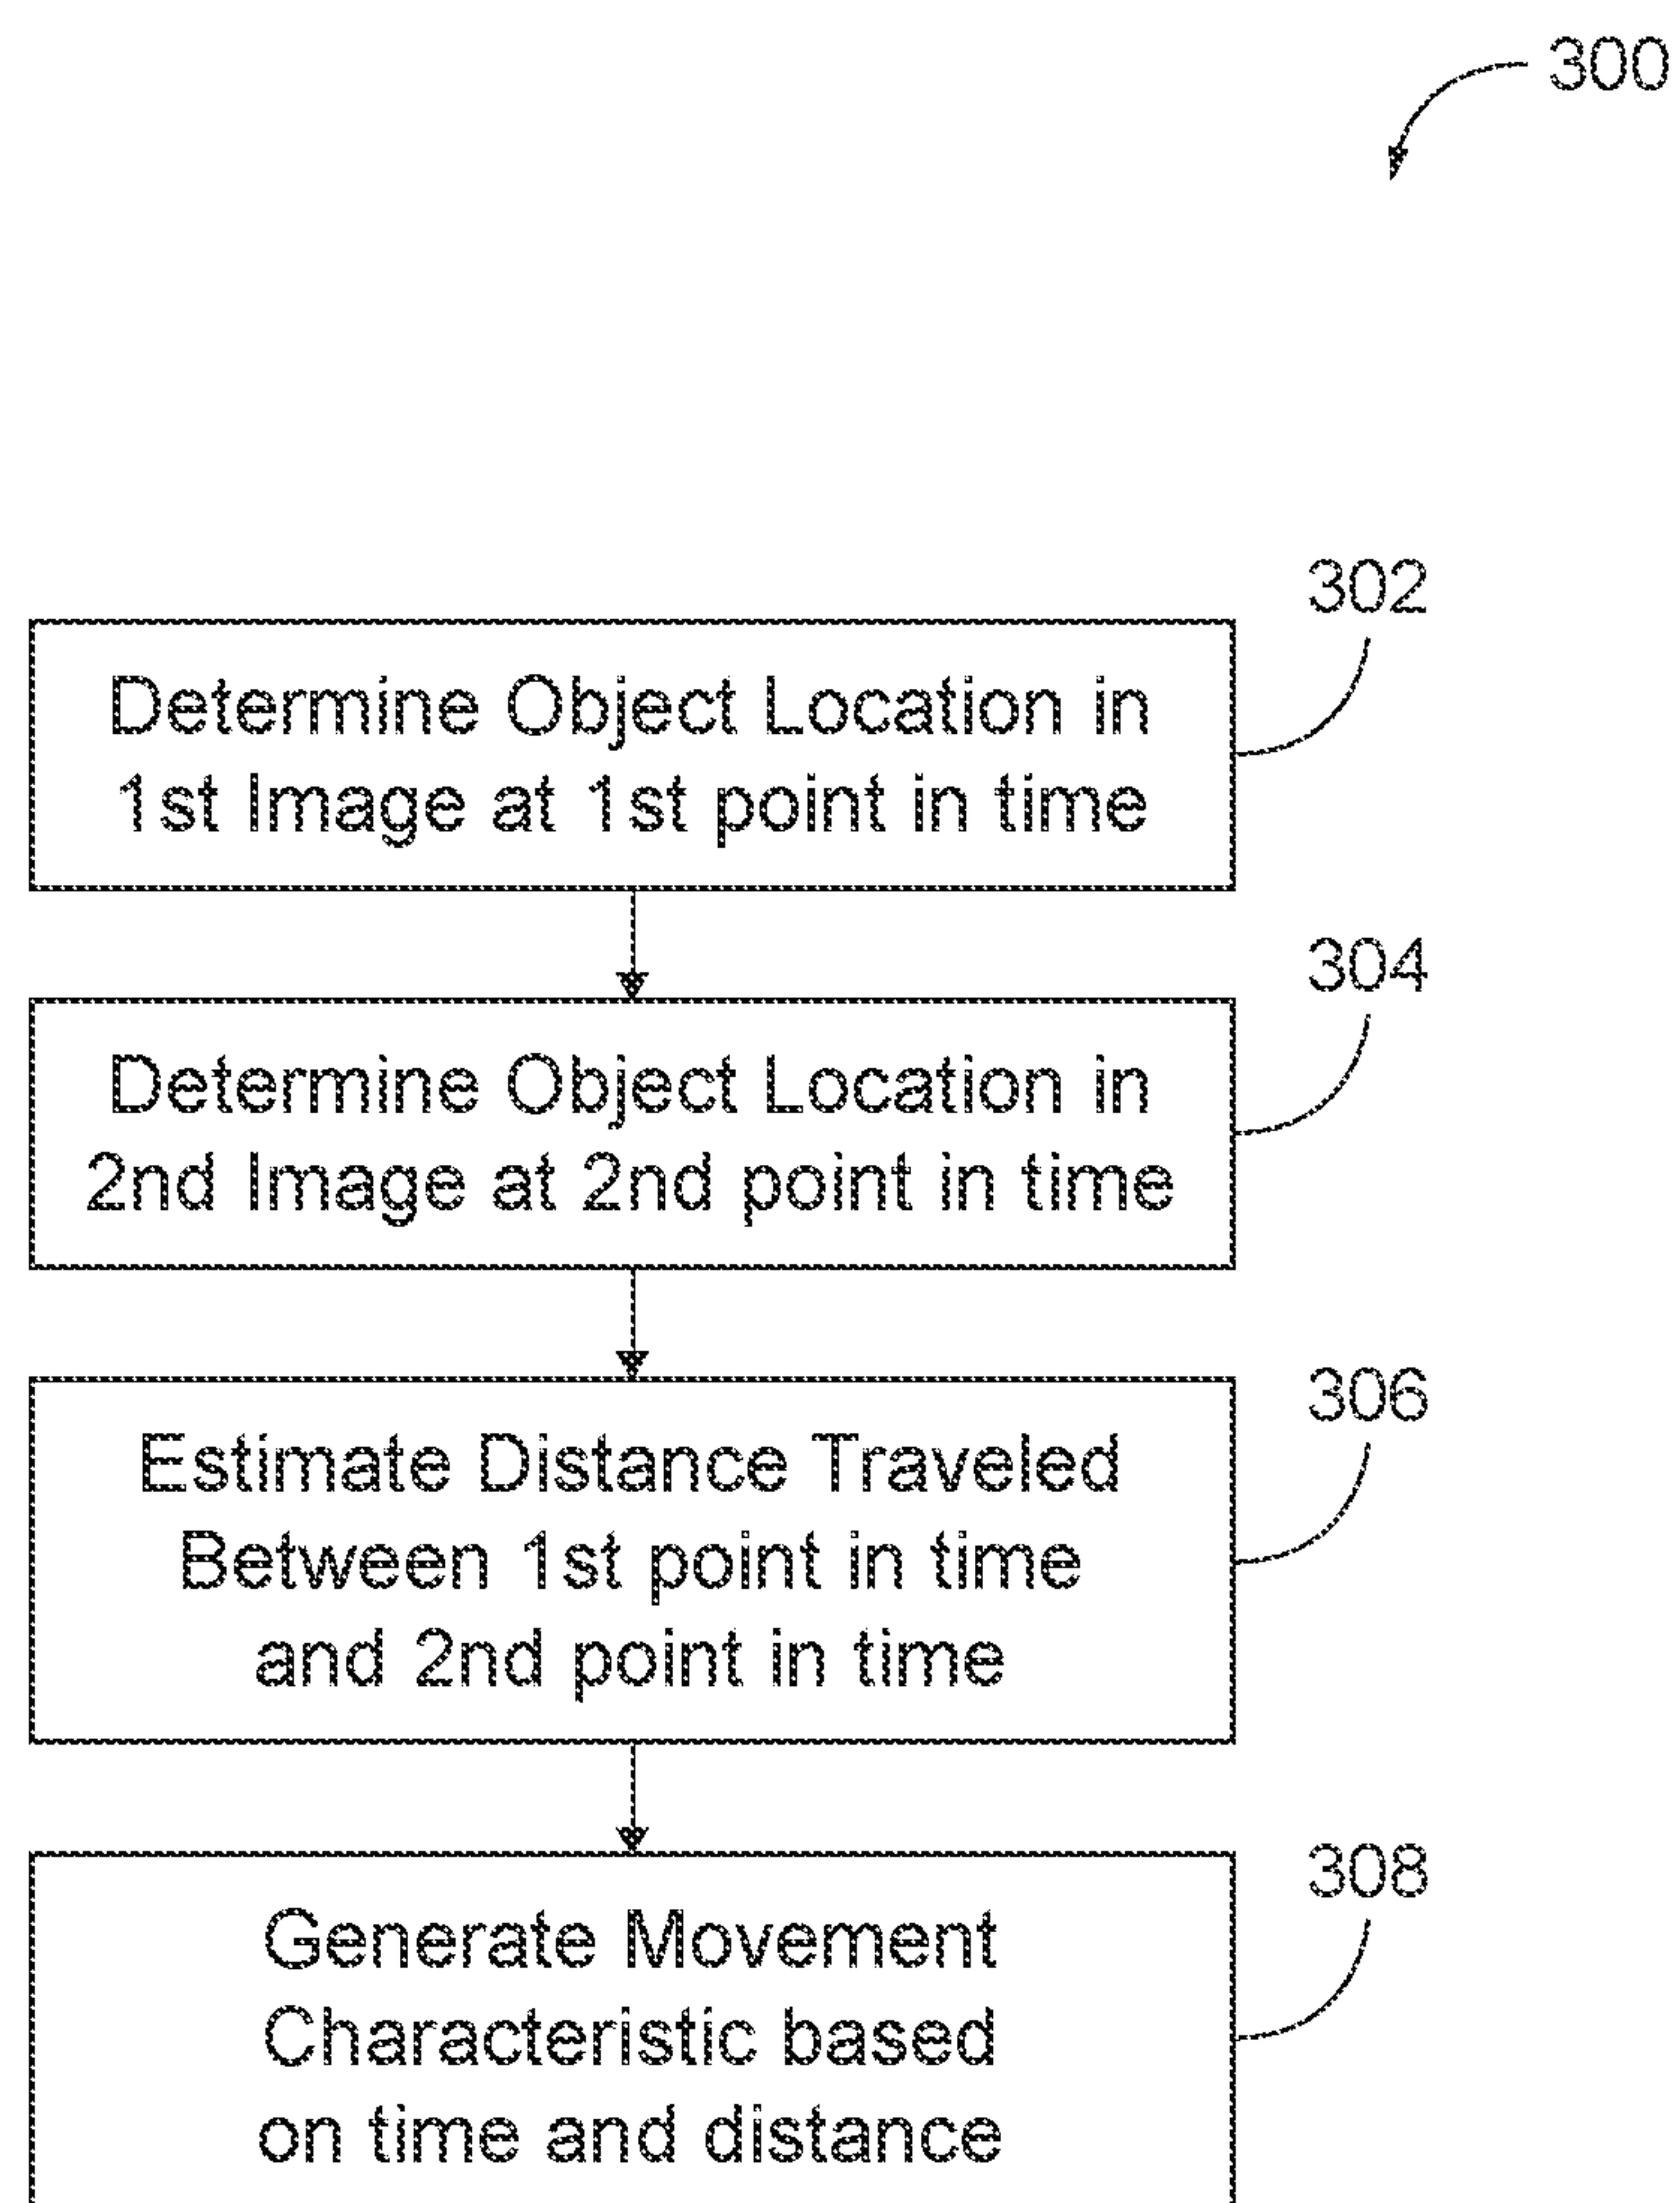 300
302
Determine Object Location in
1st Image at 1st point in time
304
Determine Object Location in
2nd Image at 2nd point in time
306
Estimate Distance Traveled
Between 1st point in time
and 2nd point in time
308
Generate Movement
Characteristic based
on time and distance